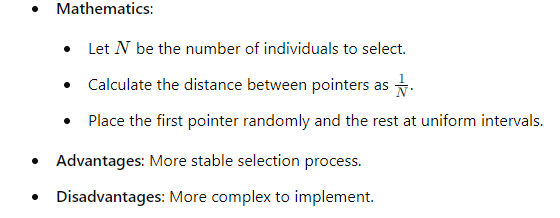 • Mathematics:
• Let N be the number of individuals to select.
• Calculate the distance between pointers as 1/N.
• Place the first pointer randomly and the rest at uniform intervals.
• Advantages: More stable selection process.
• Disadvantages: More complex to implement.